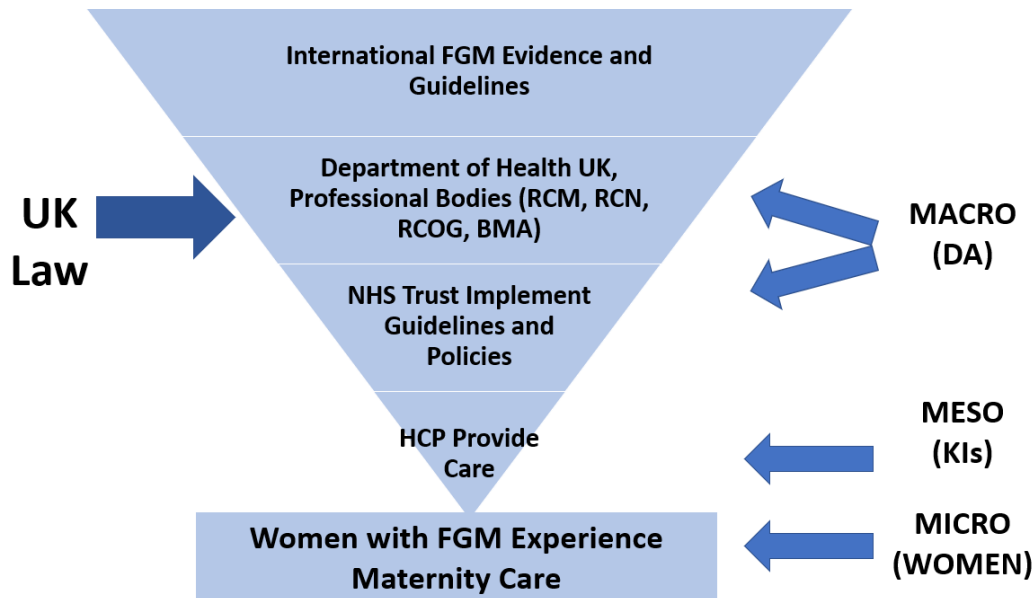 International FGM Evidence and
Guidelines
Department of Health UK,
Professional Bodies (RCM, RCN,
RCOG, BMA)
UK
Law
MACRO
(DA)
NHS Trust Implement
Guidelines and
Policies
HCP Provide
Care
MESO
(KIs)
Women with FGM Experience
Maternity Care
MICRO
(WOMEN)